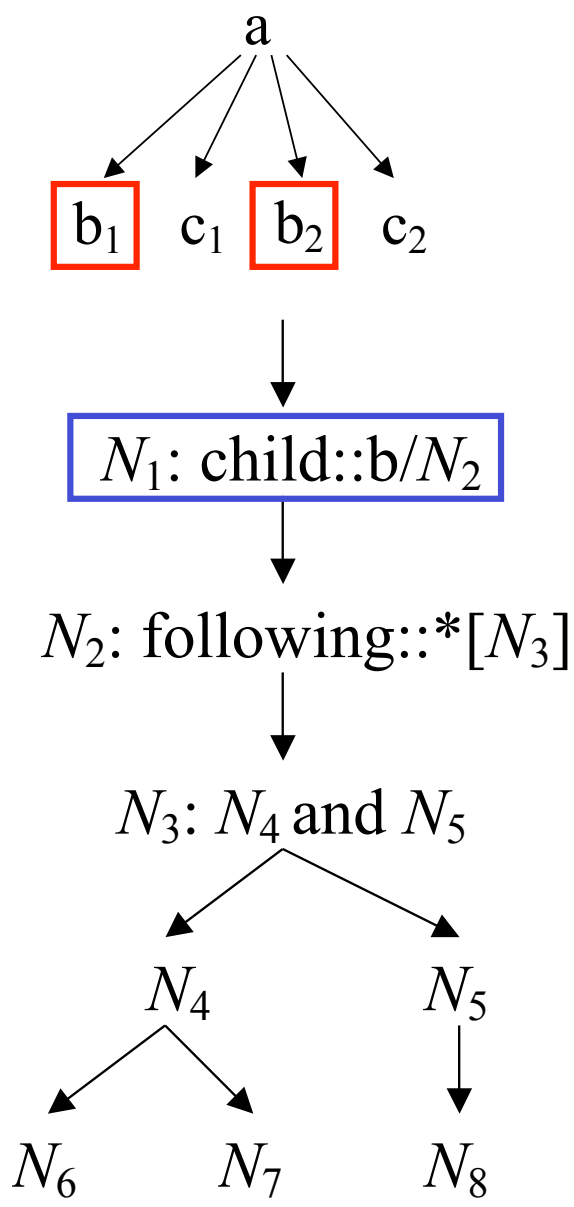 a
b₁ c₁ b₂ c₂
N₁: child::b/N₂
N₂: following::*[N₃]
N₃: N₄ and N₅
N₄ N₅
N₆ N₇ N₈